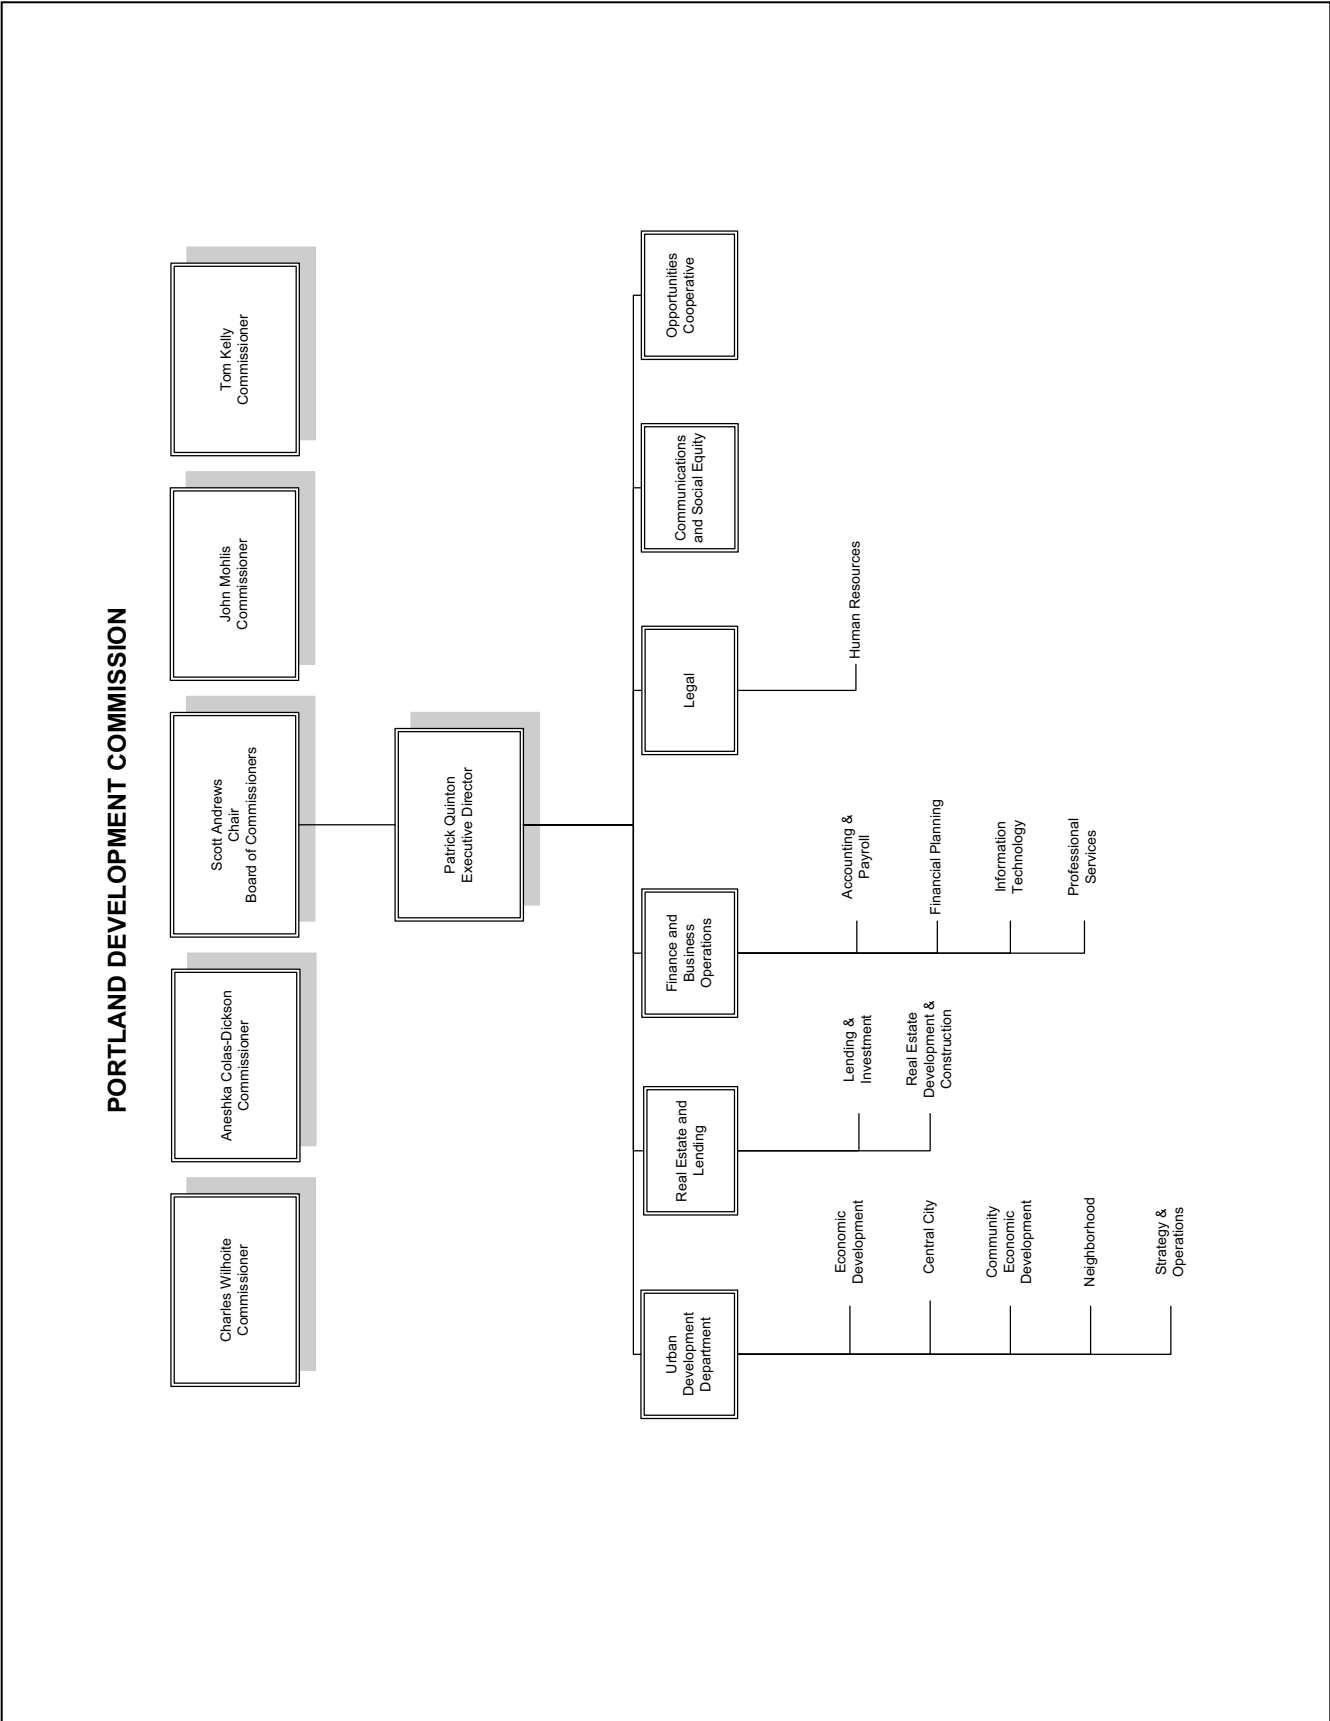 PORTLAND DEVELOPMENT COMMISSION
Charles Wilhoite
Commissioner
Aneshka Colas-Dickson
Commissioner
Scott Andrews
Chair
Board of Commissioners
John Mohlis
Commissioner
Tom Kelly
Commissioner
Patrick Quinton
Executive Director
Urban
Development
Department
Real Estate and
Lending
Finance and
Business
Operations
Legal
Communications
and Social Equity
Opportunities
Cooperative
Economic
Development
Central City
Community
Economic
Development
Neighborhood
Strategy &
Operations
Lending &
Investment
Real Estate
Development &
Construction
Accounting &
Payroll
Financial Planning
Information
Technology
Professional
Services
Human Resources